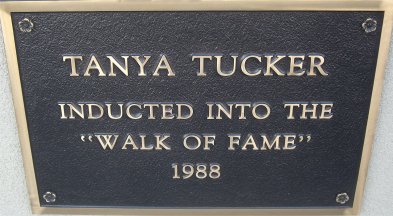 TANYA TUCKER
INDUCTED INTO THE
"WALK OF FAME"
1988